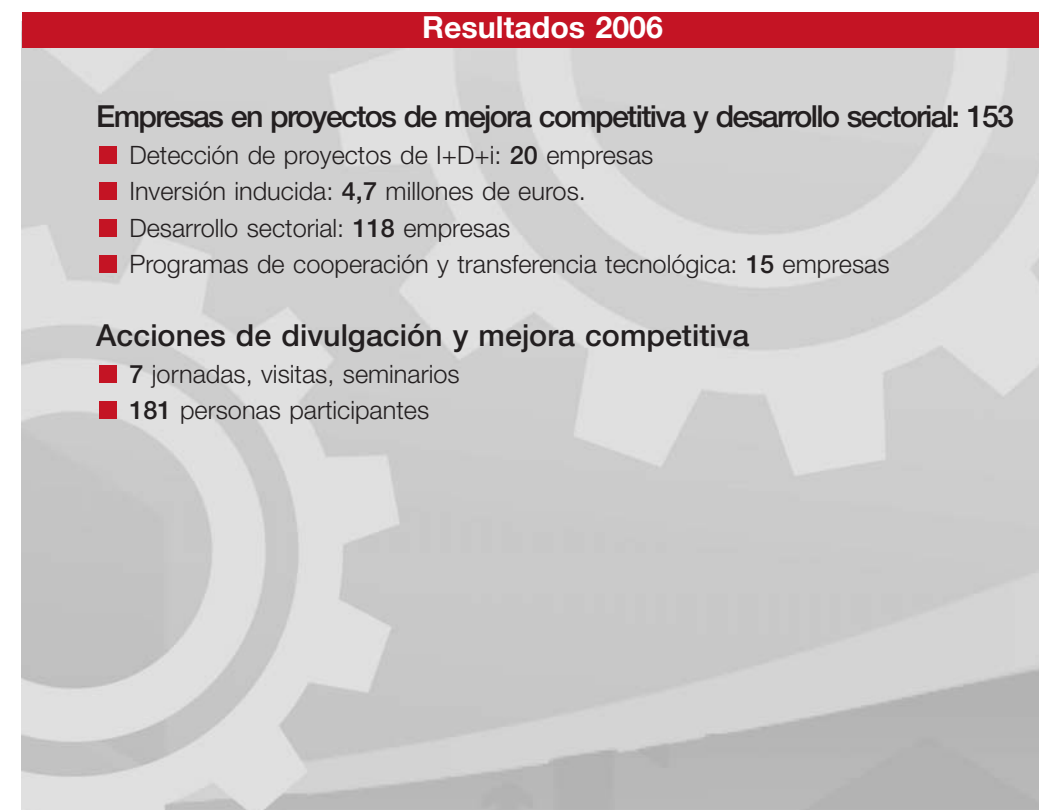 Resultados 2006
Empresas en proyectos de mejora competitiva y desarrollo sectorial: 153
Detección de proyectos de I+D+i: 20 empresas
Inversión inducida: 4,7 millones de euros.
Desarrollo sectorial: 118 empresas
Programas de cooperación y transferencia tecnológica: 15 empresas
Acciones de divulgación y mejora competitiva
7 jornadas, visitas, seminarios
181 personas participantes